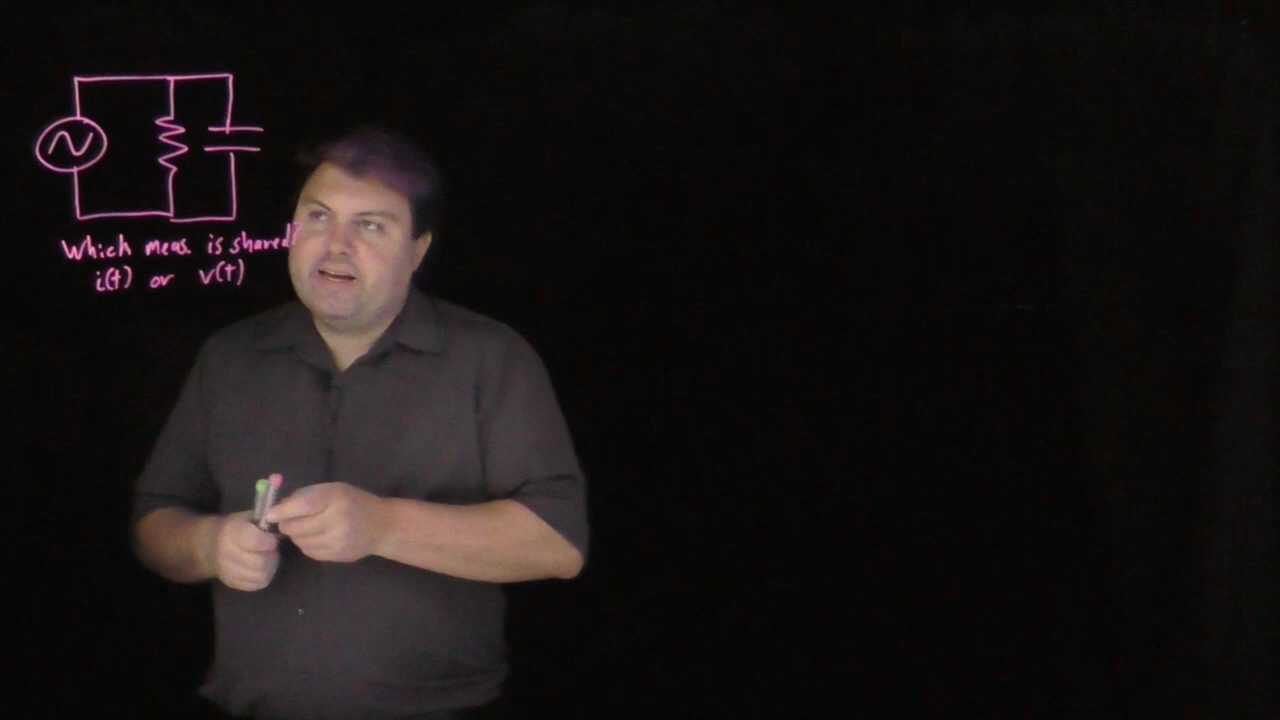 Which meas. is shared?
i(t) or v(t)